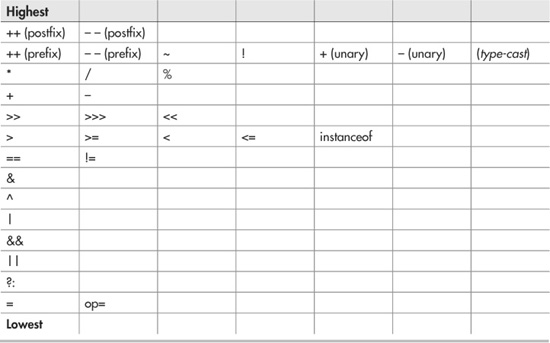 Highest
++ (postfix) – – (postfix)
++ (prefix) – – (prefix) ~ ! + (unary) – (unary) (type-cast)
* / %
+ –
>> >>> <<
> >= < <= instanceof
== !=
&
^
|
&&
||
?:
= op=
Lowest